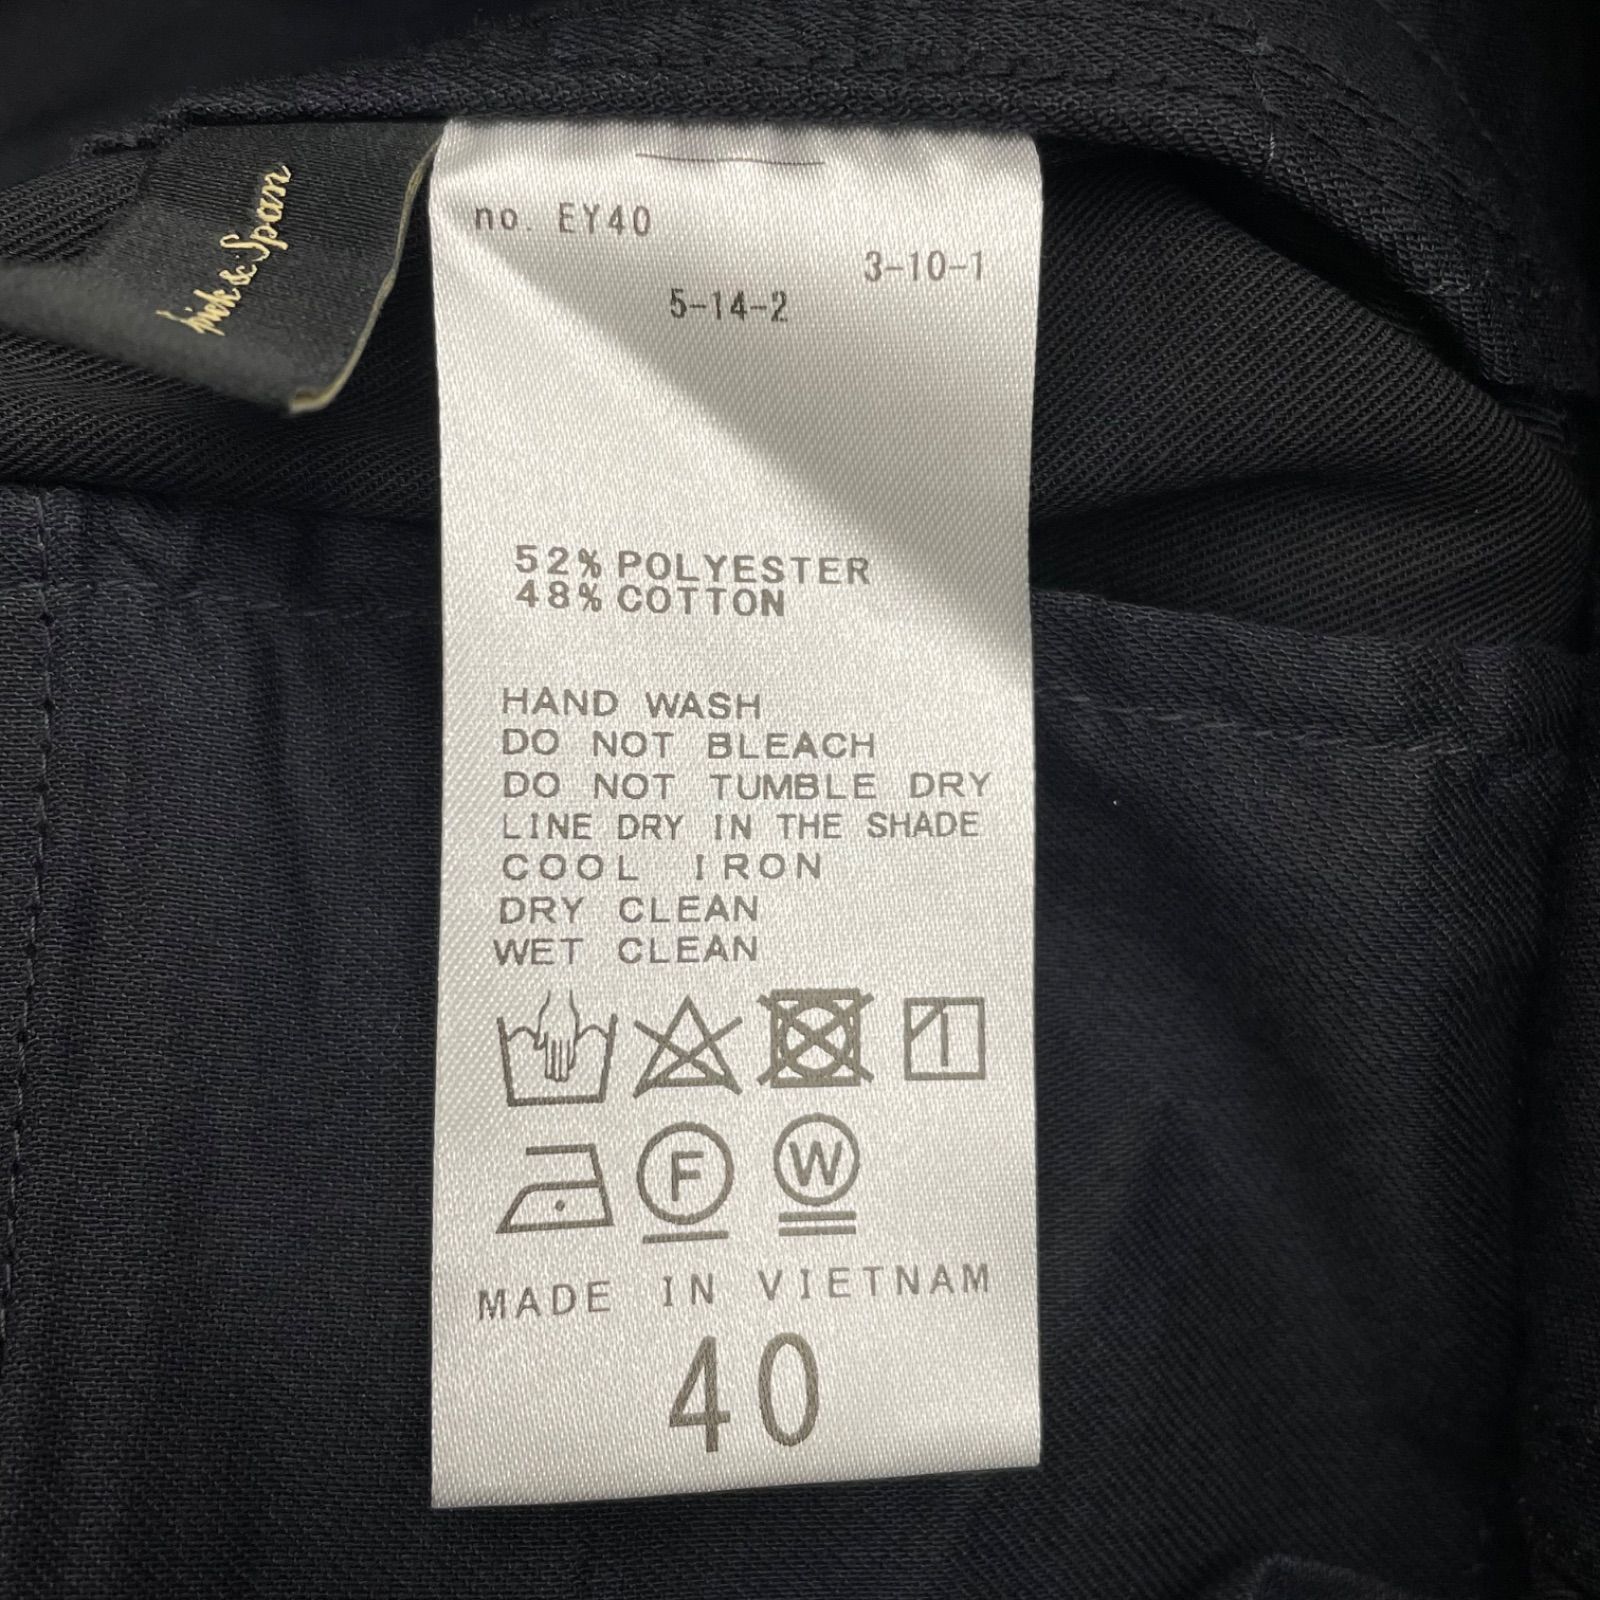 & Span
no. EY40
3-10-1
5-14-2
52% POLYESTER
48% COTTON
HAND WASH
DO NOT BLEACH
DO NOT TUMBLE DRY
LINE DRY IN THE SHADE
COOL IRON
DRY CLEAN
WET CLEAN
F
W
MADE IN VIETNAM
40